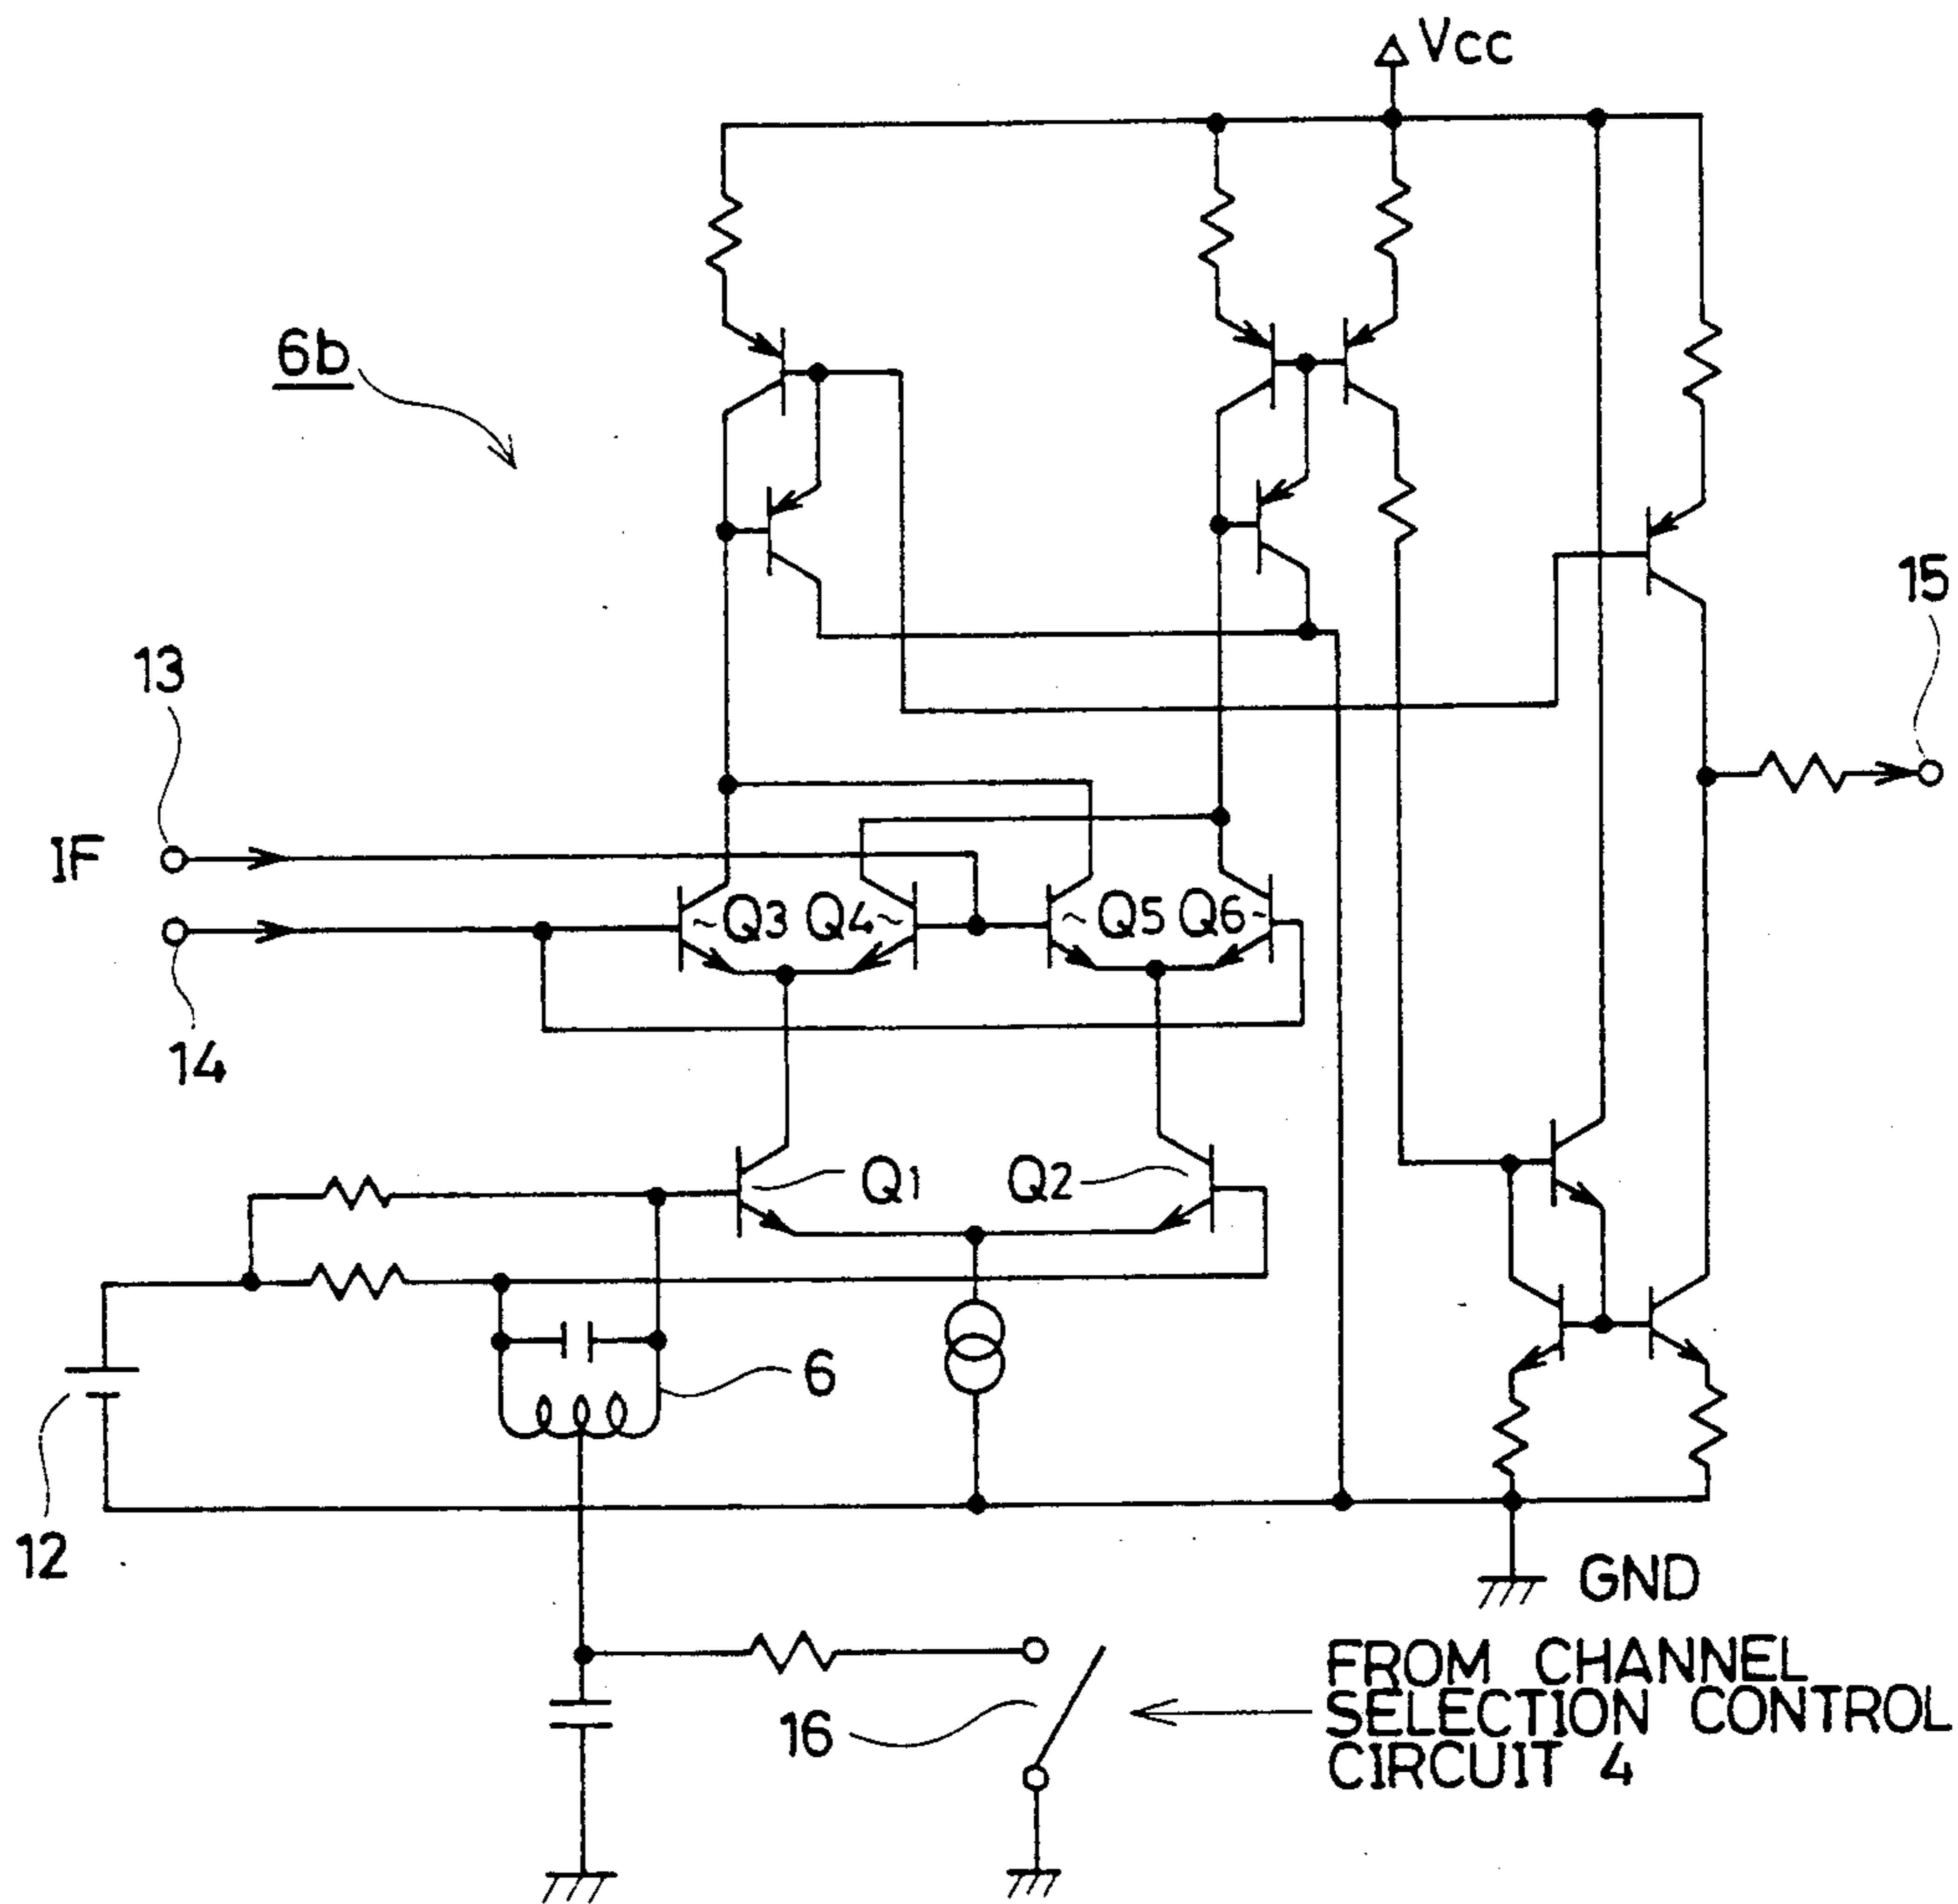 Vcc
6b
15
13
IF
Q3 Q4 Q5 Q6
14
Q1 Q2
6
12
GND
16
FROM CHANNEL
SELECTION CONTROL
CIRCUIT 4